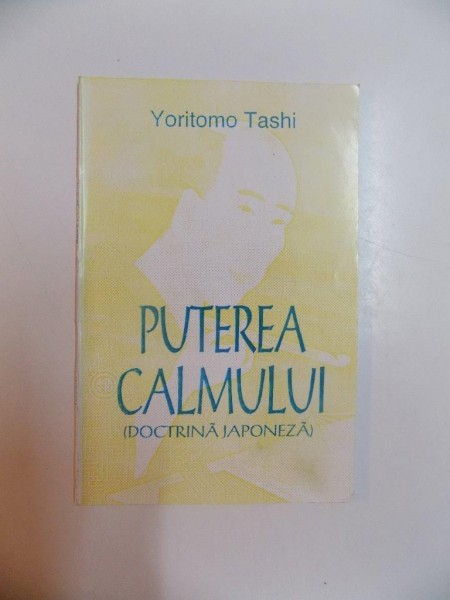 Yoritomo Tashi
PUTEREA
CALMULUI
(DOCTRINĂ JAPONEZĂ)